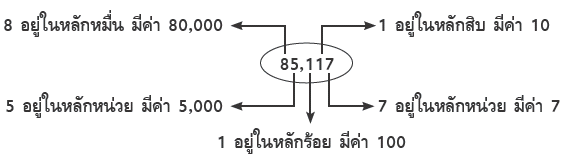 8 อยู่ในหลักหมื่น มีค่า 80,000
1 อยู่ในหลักสิบ มีค่า 10
85,117
5 อยู่ในหลักหน่วย มีค่า 5,000
7 อยู่ในหลักหน่วย มีค่า 7
1 อยู่ในหลักร้อย มีค่า 100